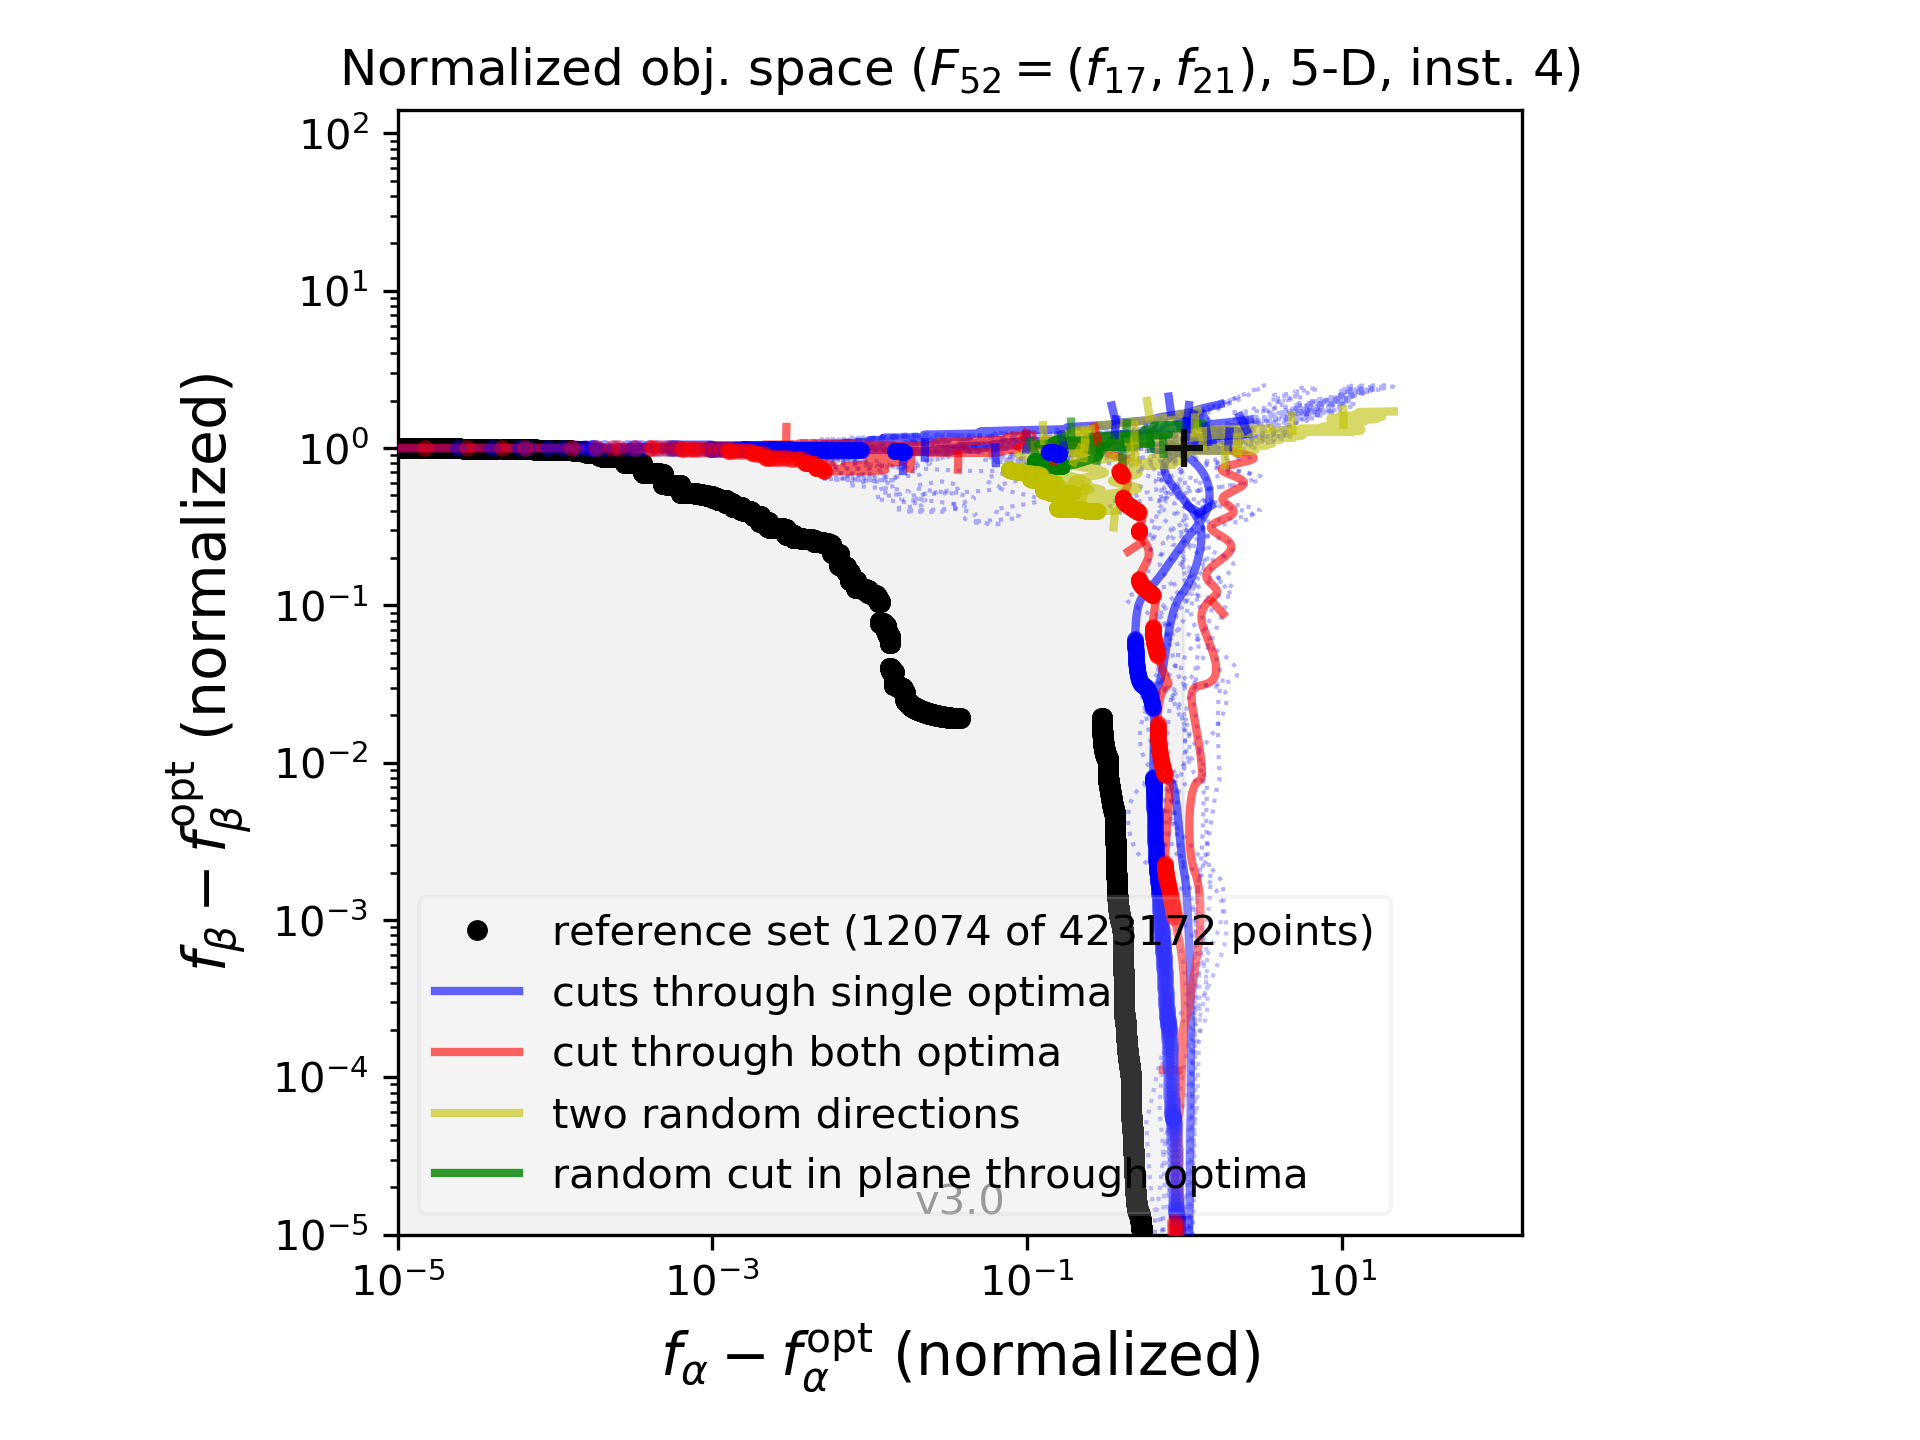 Normalized obj. space (F₅₂ = (f₁₇, f₂₁), 5-D, inst. 4)
10²
10¹
10⁰
10⁻¹
10⁻²
10⁻³
10⁻⁴
10⁻⁵
f_β − f_β^opt (normalized)
reference set (12074 of 423172 points)
cuts through single optima
cut through both optima
two random directions
random cut in plane through optima
v3.0
10⁻⁵ 10⁻³ 10⁻¹ 10¹
f_α − f_α^opt (normalized)